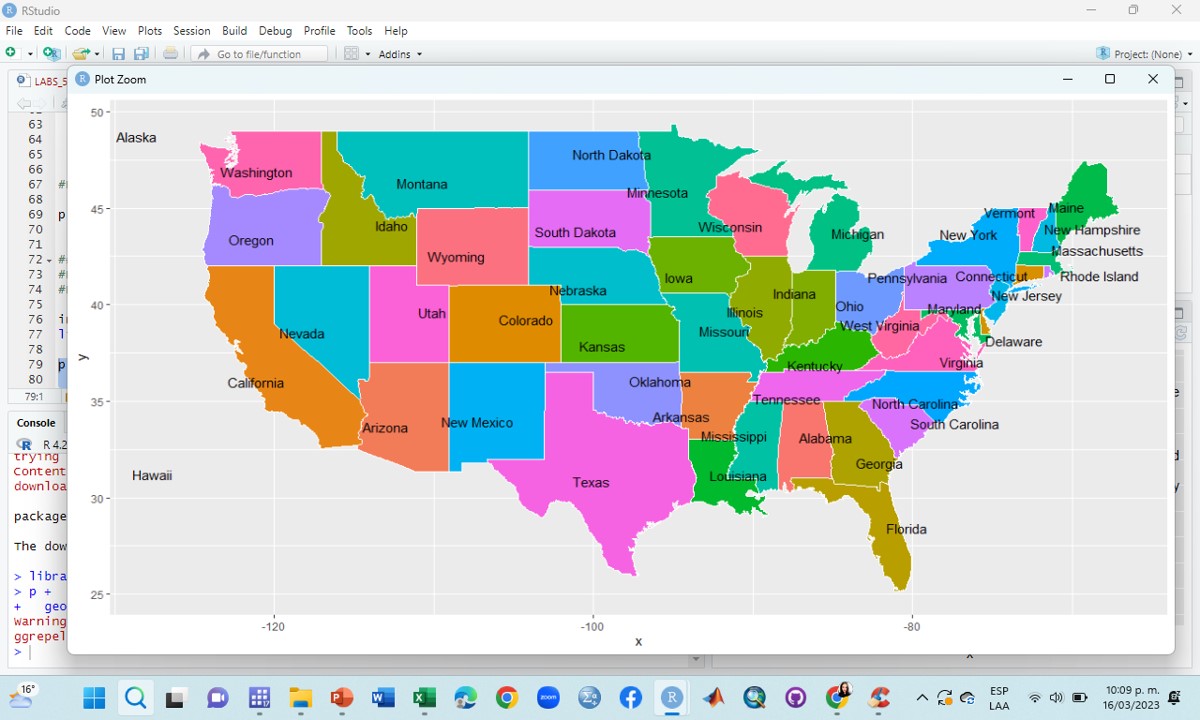 RStudio
File Edit Code View Plots Session Build Debug Profile Tools Help
Go to file/function
Addins
Project: (None)
LABS_5
Plot Zoom
63
64
65
66
67 #
68
69 p
70
71
72 #
73 #
74 #
75
76
77
78
79 p
80
79:1
Console
R 4.2
trying
Content
downloa
package
The dow
> libra
> p +
+ geo
Warning
ggrepel
>
50
45
40
35
30
25
y
Alaska
Washington
Montana
North Dakota
Minnesota
Idaho
Oregon
Wyoming
South Dakota
Wisconsin
Michigan
Vermont
Maine
New York
New Hampshire
Massachusetts
Iowa
Nebraska
Pennsylvania
Connecticut
Rhode Island
Indiana
Ohio
New Jersey
Utah
Colorado
Illinois
Maryland
Nevada
Missouri
West Virginia
Delaware
Kansas
Kentucky
Virginia
California
Oklahoma
Tennessee
North Carolina
Arizona
New Mexico
Arkansas
South Carolina
Mississippi
Alabama
Georgia
Hawaii
Texas
Louisiana
Florida
-120
-100
-80
x
16°
zoom
ESP
LAA
10:09 p. m.
16/03/2023